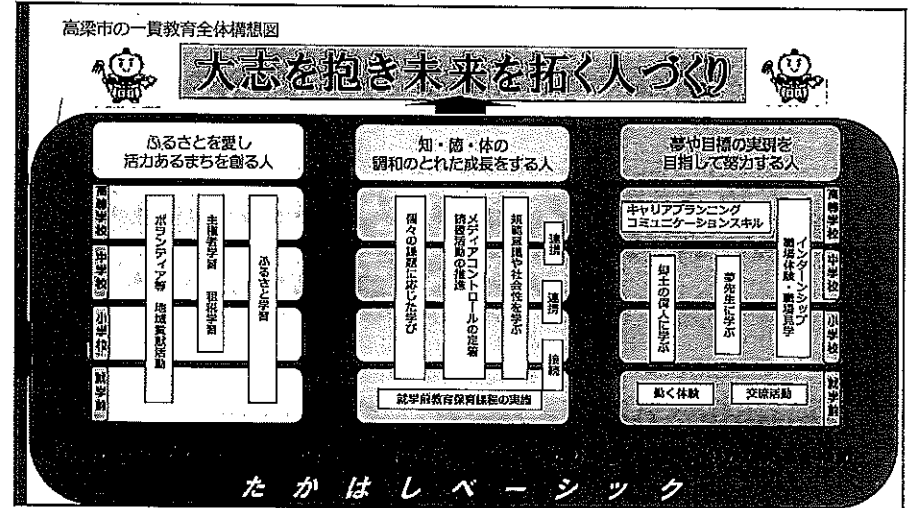 高梁市の一貫教育全体構想図
大志を抱き未来を拓く人づくり
ふるさとを愛し
活力あるまちを創る人
知・徳・体の
調和のとれた成長をする人
夢や目標の実現を
目指して努力する人
高等学校
中学校
小学校
就学前
ボランティア等 地域貢献活動
主権者学習 租税学習
ふるさと学習
個々の課題に応じた学び
メディアコントロールの定着
読書活動の推進
規範意識や社会性を学ぶ
連携
連携
接続
就学前教育保育課程の実施
キャリアプランニング
コミュニケーションスキル
郷土の偉人に学ぶ
夢先生に学ぶ
インターンシップ
職場体験・職場見学
働く体験
交流活動
高等学校
中学校
小学校
就学前
たかはしベーシック